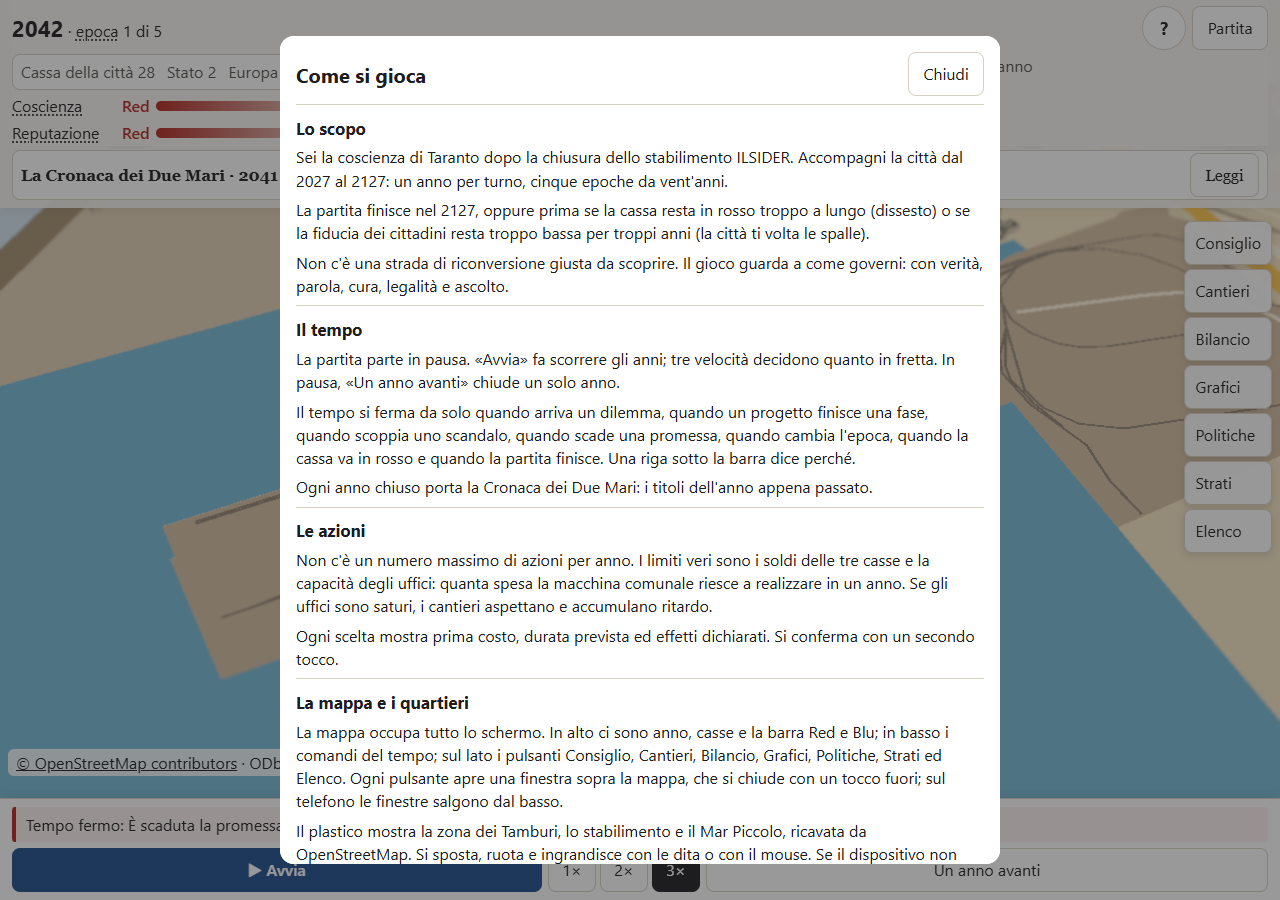 2042 · epoca 1 di 5
?
Partita
Cassa della città 28 Stato 2 Europa
anno
Coscienza Red
Reputazione Red
La Cronaca dei Due Mari · 2041
Leggi
Come si gioca
Chiudi
Lo scopo
Sei la coscienza di Taranto dopo la chiusura dello stabilimento ILSIDER. Accompagni la città dal
2027 al 2127: un anno per turno, cinque epoche da vent'anni.
La partita finisce nel 2127, oppure prima se la cassa resta in rosso troppo a lungo (dissesto) o se
la fiducia dei cittadini resta troppo bassa per troppi anni (la città ti volta le spalle).
Non c'è una strada di riconversione giusta da scoprire. Il gioco guarda a come governi: con verità,
parola, cura, legalità e ascolto.
Il tempo
La partita parte in pausa. «Avvia» fa scorrere gli anni; tre velocità decidono quanto in fretta. In
pausa, «Un anno avanti» chiude un solo anno.
Il tempo si ferma da solo quando arriva un dilemma, quando un progetto finisce una fase,
quando scoppia uno scandalo, quando scade una promessa, quando cambia l'epoca, quando la
cassa va in rosso e quando la partita finisce. Una riga sotto la barra dice perché.
Ogni anno chiuso porta la Cronaca dei Due Mari: i titoli dell'anno appena passato.
Le azioni
Non c'è un numero massimo di azioni per anno. I limiti veri sono i soldi delle tre casse e la
capacità degli uffici: quanta spesa la macchina comunale riesce a realizzare in un anno. Se gli
uffici sono saturi, i cantieri aspettano e accumulano ritardo.
Ogni scelta mostra prima costo, durata prevista ed effetti dichiarati. Si conferma con un secondo
tocco.
La mappa e i quartieri
La mappa occupa tutto lo schermo. In alto ci sono anno, casse e la barra Red e Blu; in basso i
comandi del tempo; sul lato i pulsanti Consiglio, Cantieri, Bilancio, Grafici, Politiche, Strati ed
Elenco. Ogni pulsante apre una finestra sopra la mappa, che si chiude con un tocco fuori; sul
telefono le finestre salgono dal basso.
Il plastico mostra la zona dei Tamburi, lo stabilimento e il Mar Piccolo, ricavata da
OpenStreetMap. Si sposta, ruota e ingrandisce con le dita o con il mouse. Se il dispositivo non
Consiglio
Cantieri
Bilancio
Grafici
Politiche
Strati
Elenco
© OpenStreetMap contributors · ODb
Tempo fermo: È scaduta la promessa
▶ Avvia
1×
2×
3×
Un anno avanti